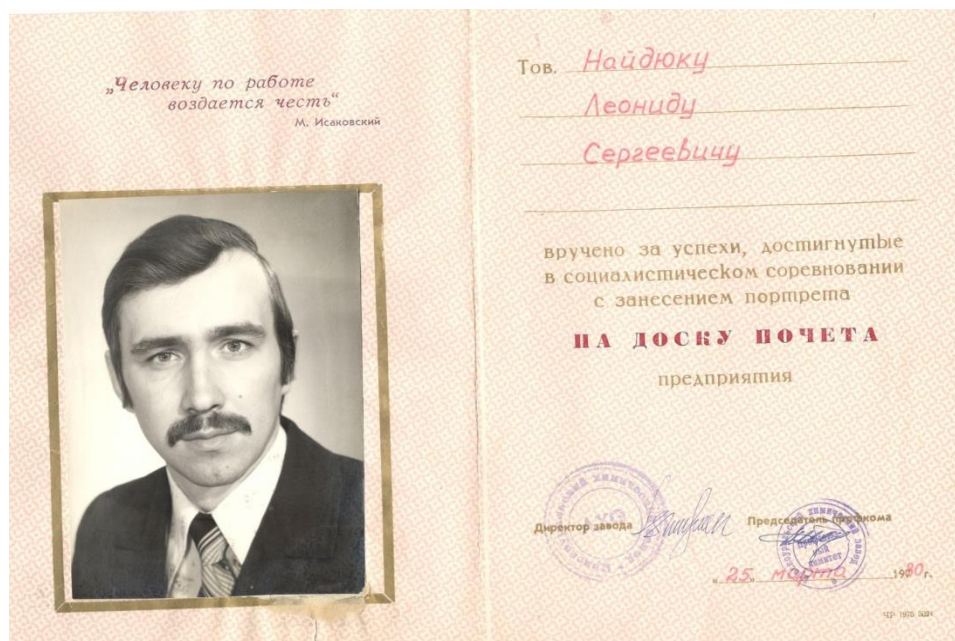 „Человеку по работе
воздается честь“
М. Исаковский
Тов. Найдюку
Леониду
Сергеевичу
вручено за успехи, достигнутые
в социалистическом соревновании
с занесением портрета
НА ДОСКУ ПОЧЕТА
предприятия
Директор завода
Председатель профкома
„25„ марта 1980г.